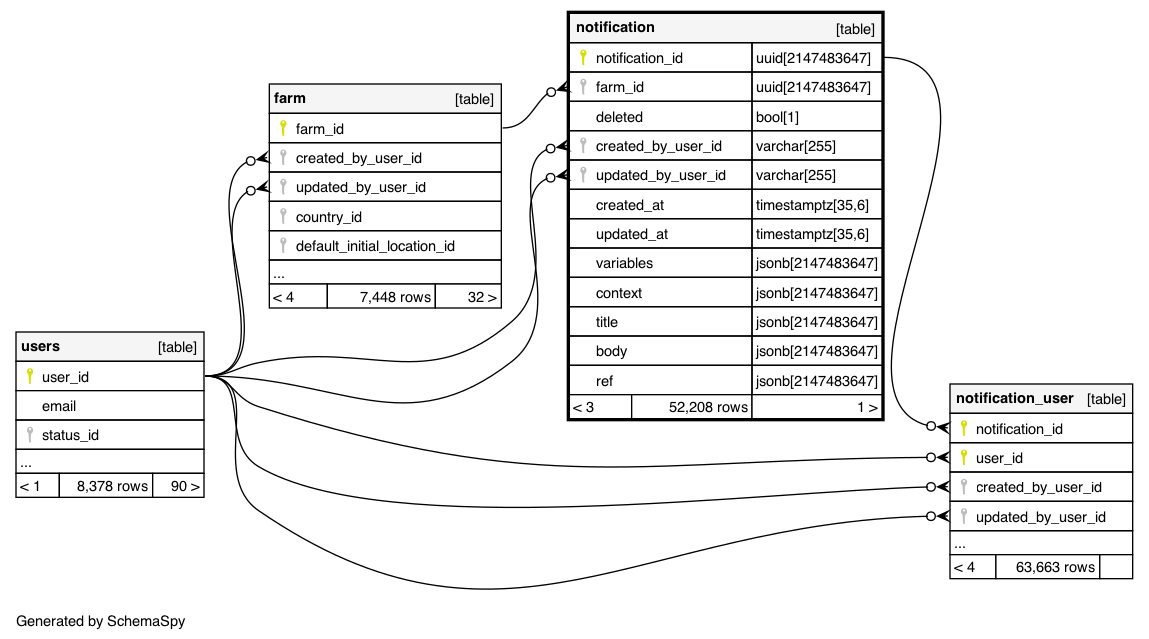 notification [table]
notification_id uuid[2147483647]
farm_id uuid[2147483647]
deleted bool[1]
created_by_user_id varchar[255]
updated_by_user_id varchar[255]
created_at timestamptz[35,6]
updated_at timestamptz[35,6]
variables jsonb[2147483647]
context jsonb[2147483647]
title jsonb[2147483647]
body jsonb[2147483647]
ref jsonb[2147483647]
< 3 52,208 rows 1 >
farm [table]
farm_id
created_by_user_id
updated_by_user_id
country_id
default_initial_location_id
...
< 4 7,448 rows 32 >
users [table]
user_id
email
status_id
...
< 1 8,378 rows 90 >
notification_user [table]
notification_id
user_id
created_by_user_id
updated_by_user_id
...
< 4 63,663 rows
Generated by SchemaSpy